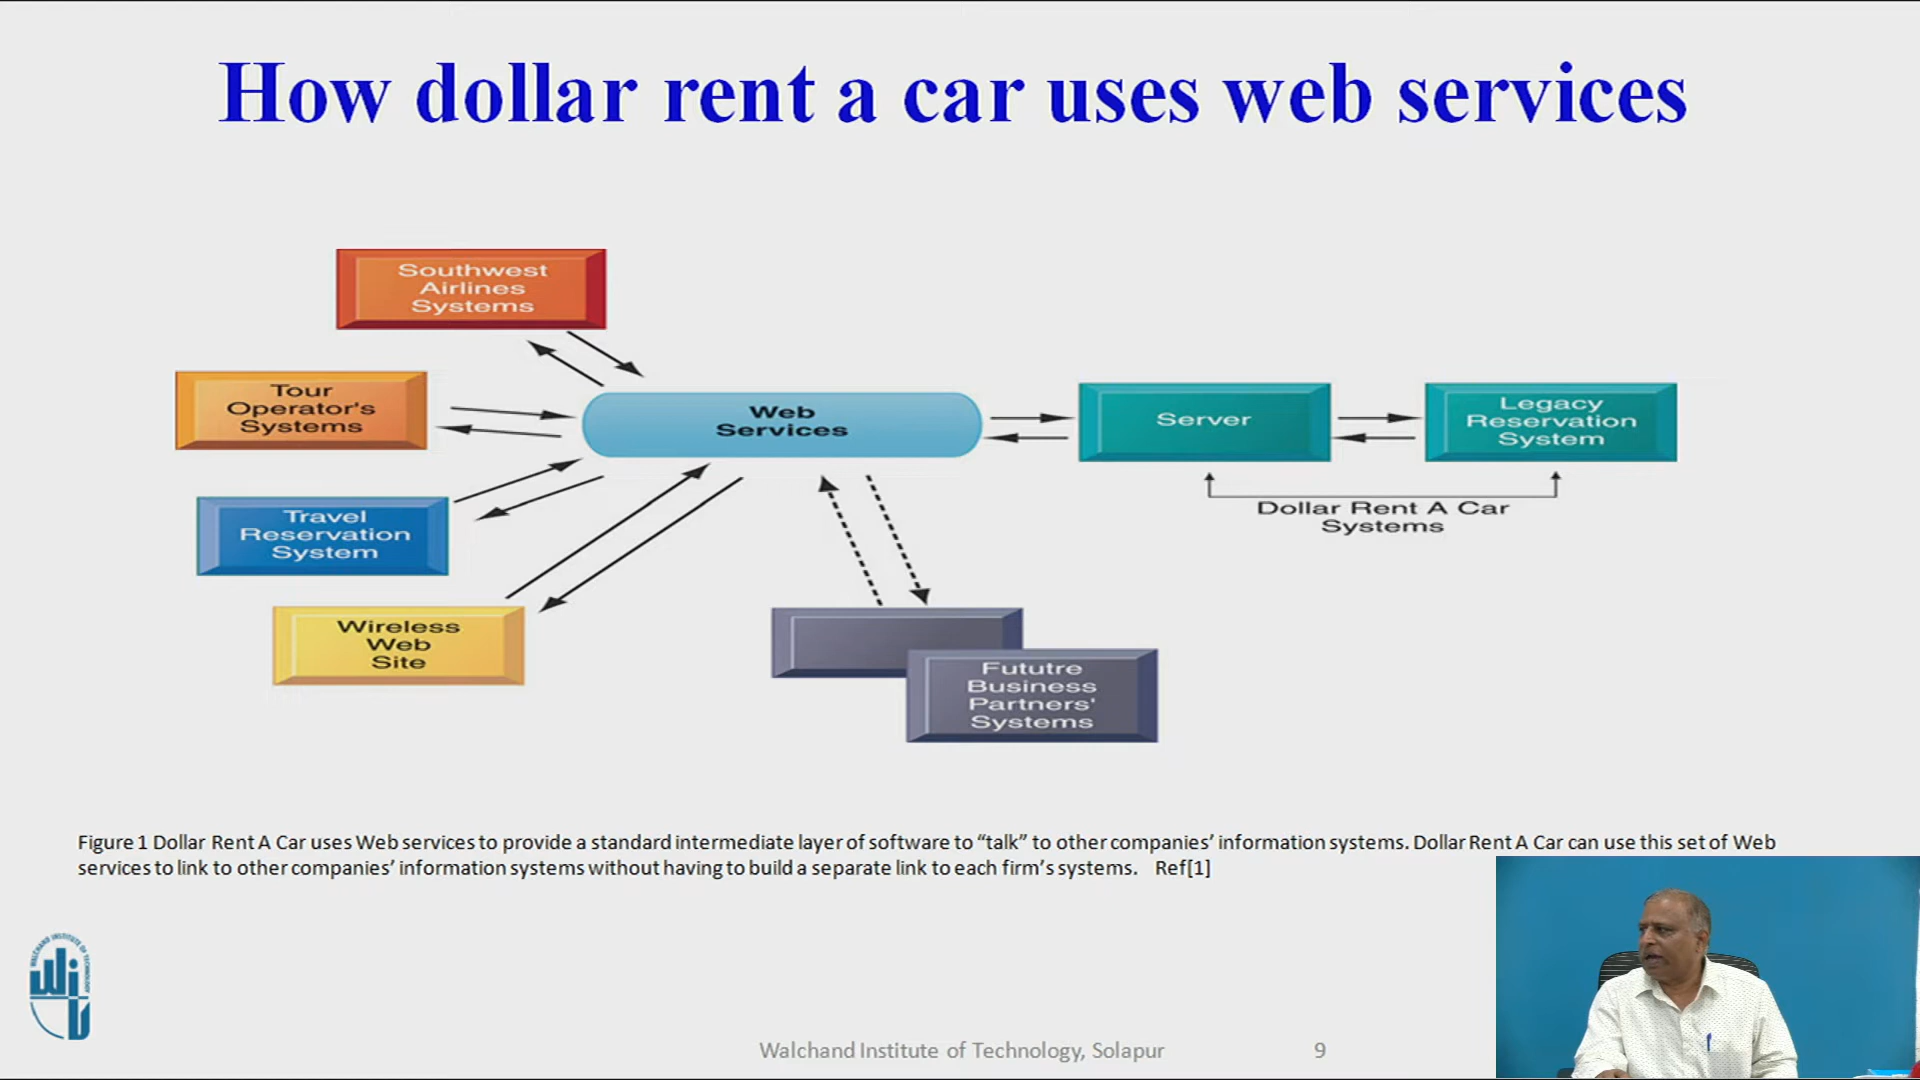 How dollar rent a car uses web services
Southwest
Airlines
Systems
Tour
Operator's
Systems
Web
Services
Server
Legacy
Reservation
System
Travel
Reservation
System
Dollar Rent A Car
Systems
Wireless
Web
Site
Fututre
Business
Partners'
Systems
Figure 1 Dollar Rent A Car uses Web services to provide a standard intermediate layer of software to “talk” to other companies’ information systems. Dollar Rent A Car can use this set of Web
services to link to other companies’ information systems without having to build a separate link to each firm’s systems. Ref[1]
WALCHAND INSTITUTE OF TECHNOLOGY
Walchand Institute of Technology, Solapur
9